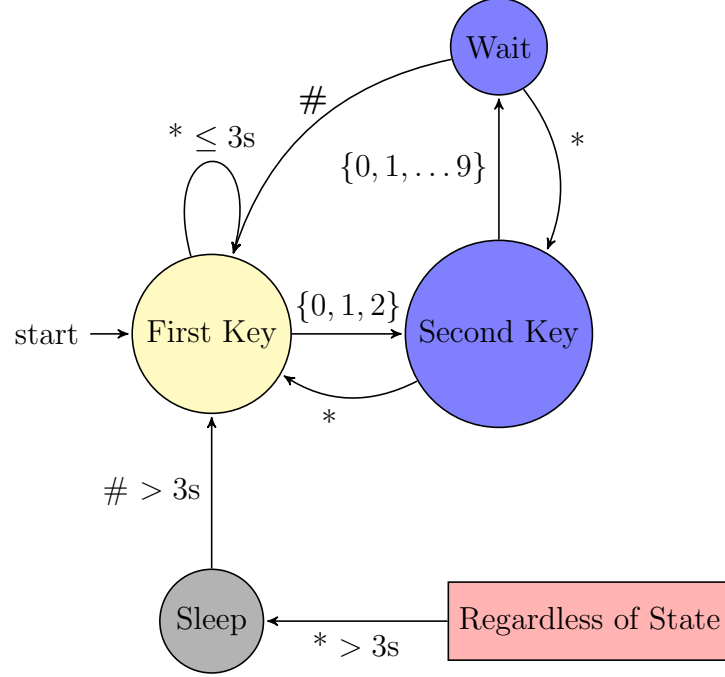 Wait
#
* ≤ 3s
*
{0, 1, … 9}
{0, 1, 2}
start
First Key
Second Key
*
# > 3s
Sleep
Regardless of State
* > 3s